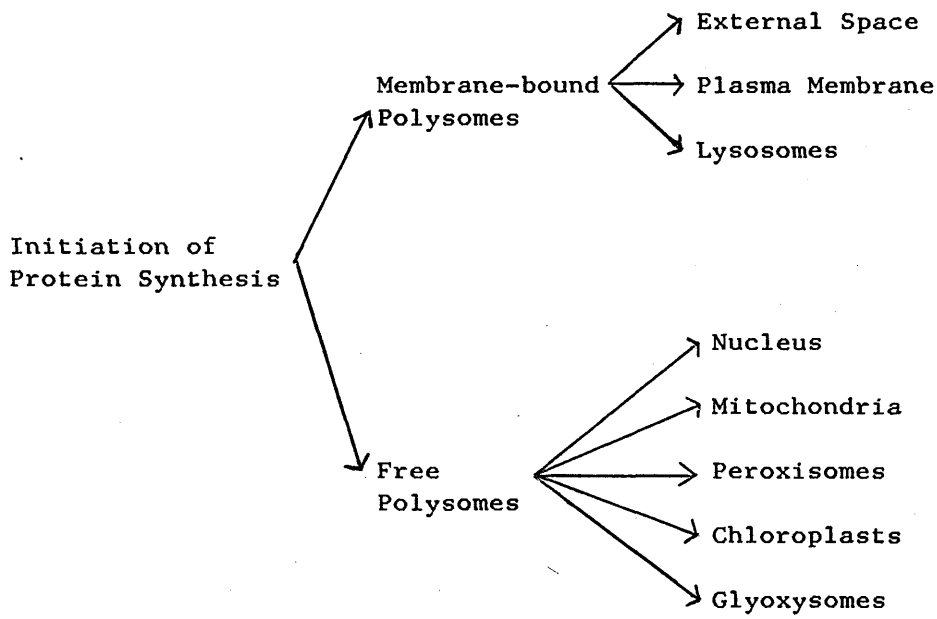 External Space
Membrane-bound
Polysomes
Plasma Membrane
Lysosomes
Initiation of
Protein Synthesis
Nucleus
Mitochondria
Free
Polysomes
Peroxisomes
Chloroplasts
Glyoxysomes